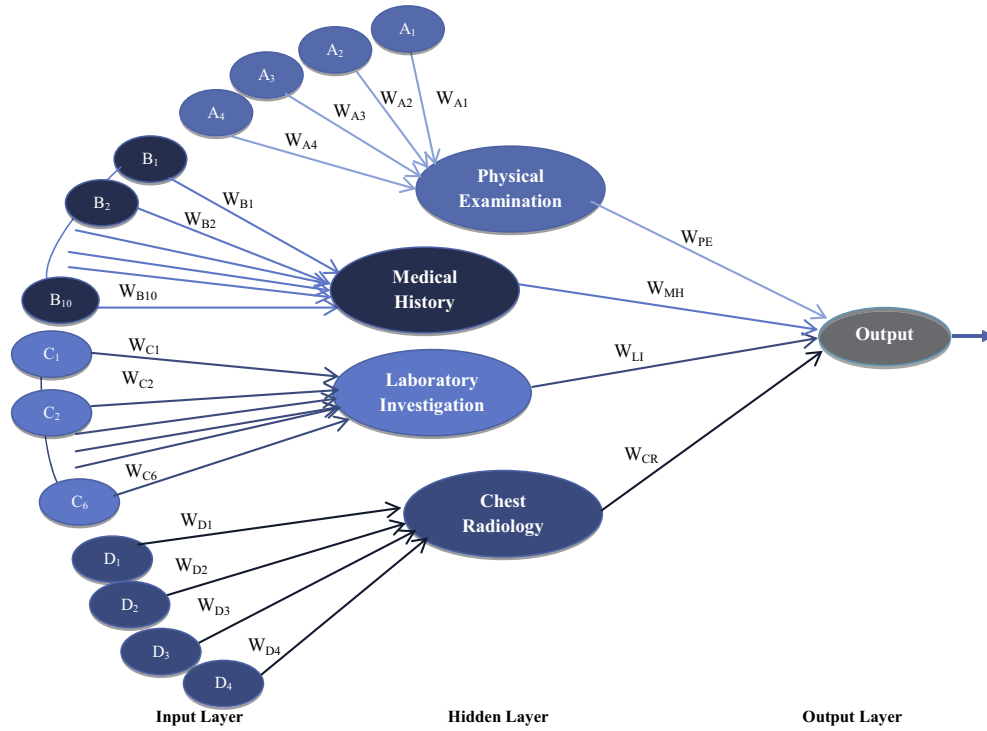 A1
A2
A3
A4
WA1
WA2
WA3
WA4
Physical
Examination
B1
B2
B10
WB1
WB2
WB10
Medical
History
C1
C2
C6
WC1
WC2
WC6
Laboratory
Investigation
D1
D2
D3
D4
WD1
WD2
WD3
WD4
Chest
Radiology
WPE
WMH
WLI
WCR
Output
Input Layer
Hidden Layer
Output Layer